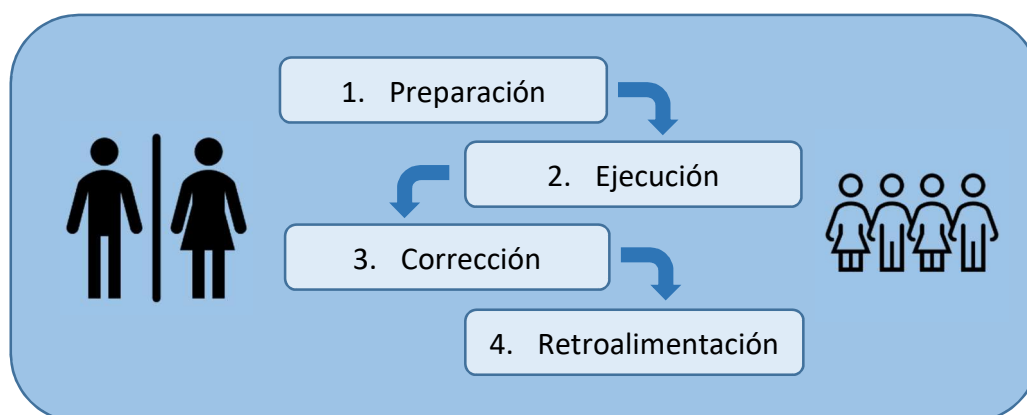 1. Preparación
2. Ejecución
3. Corrección
4. Retroalimentación